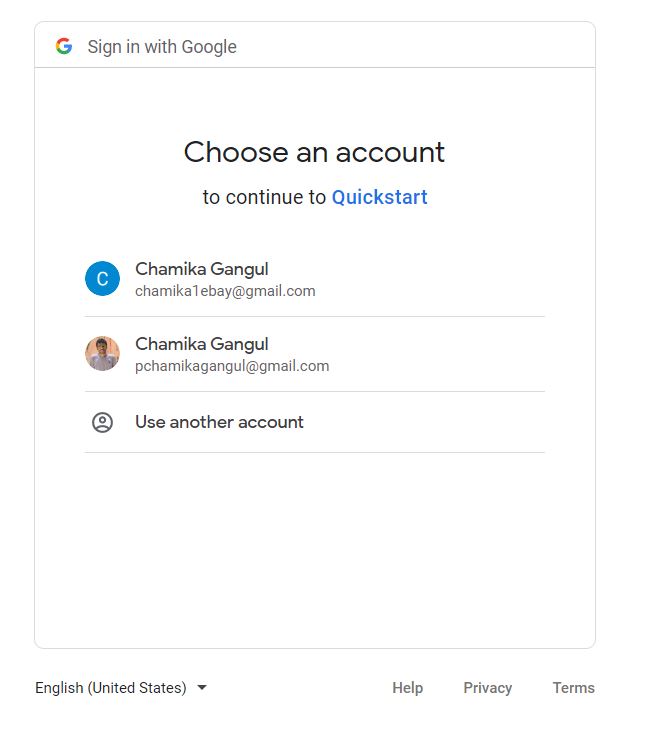 Sign in with Google
Choose an account
to continue to Quickstart
C
Chamika Gangul
chamika1ebay@gmail.com
Chamika Gangul
pchamikagangul@gmail.com
Use another account
English (United States)
Help Privacy Terms